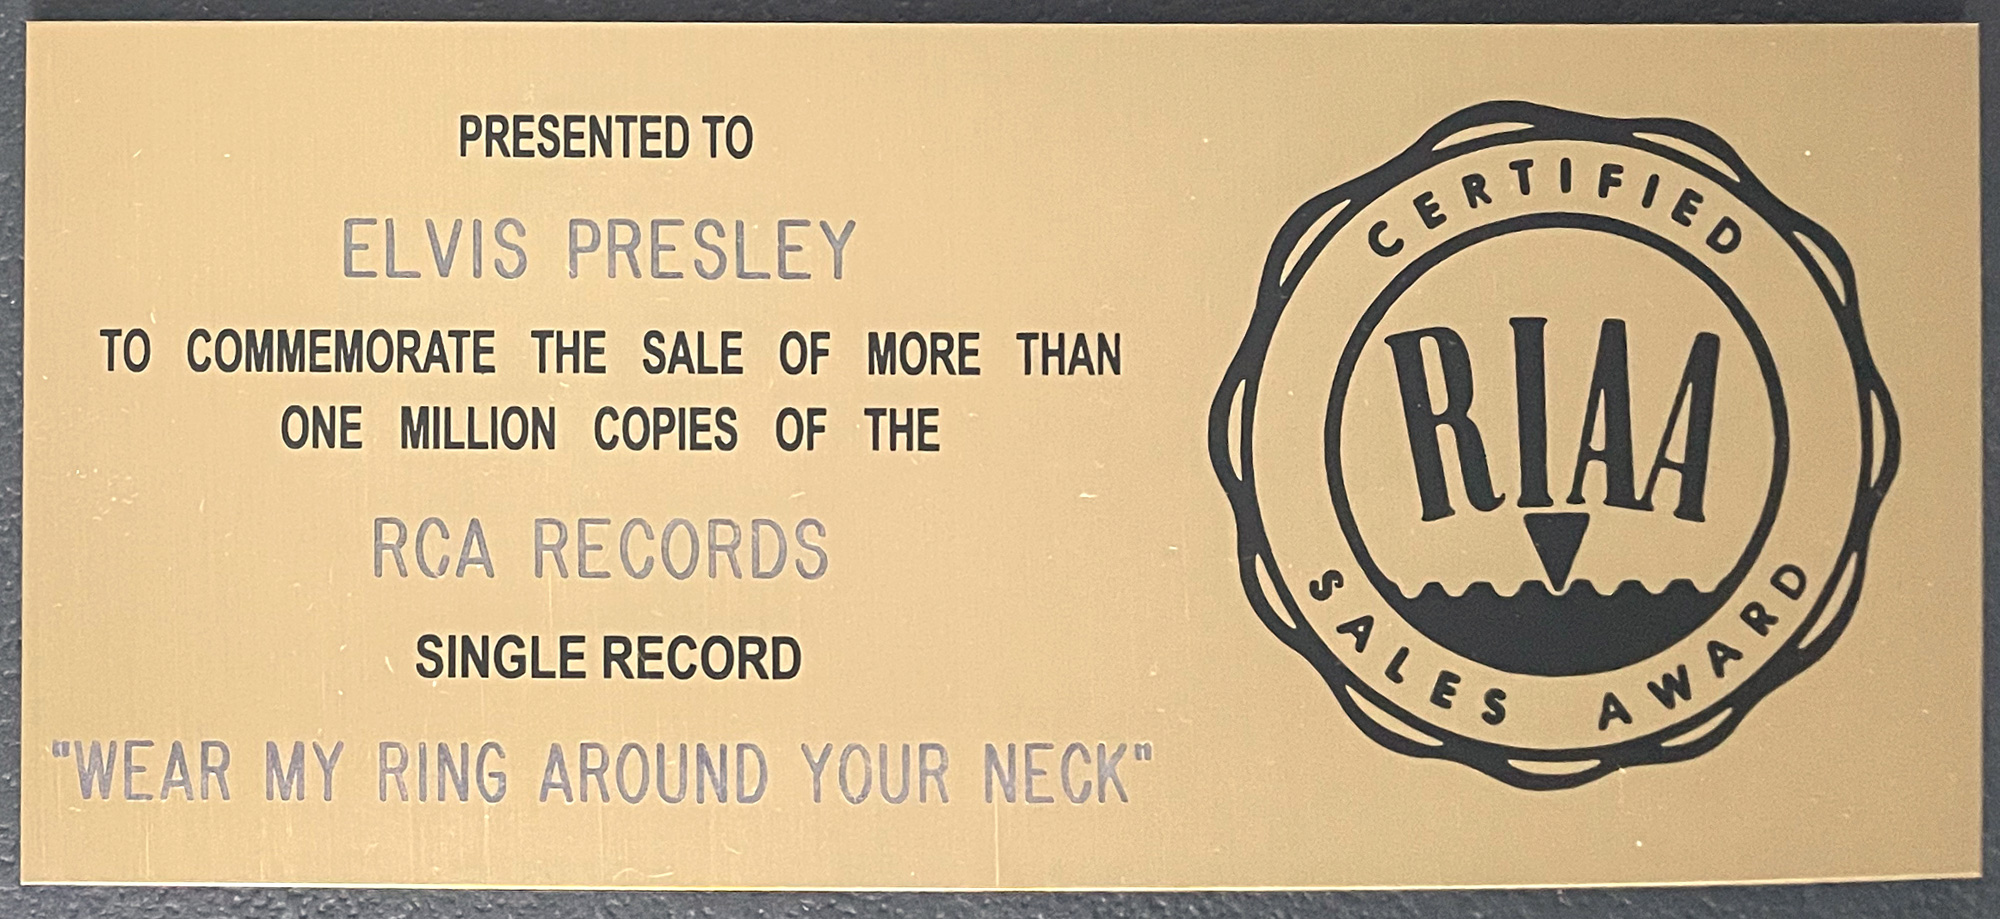 PRESENTED TO
ELVIS PRESLEY
TO COMMEMORATE THE SALE OF MORE THAN
ONE MILLION COPIES OF THE
RCA RECORDS
SINGLE RECORD
"WEAR MY RING AROUND YOUR NECK"
CERTIFIED
RIAA
SALES AWARD